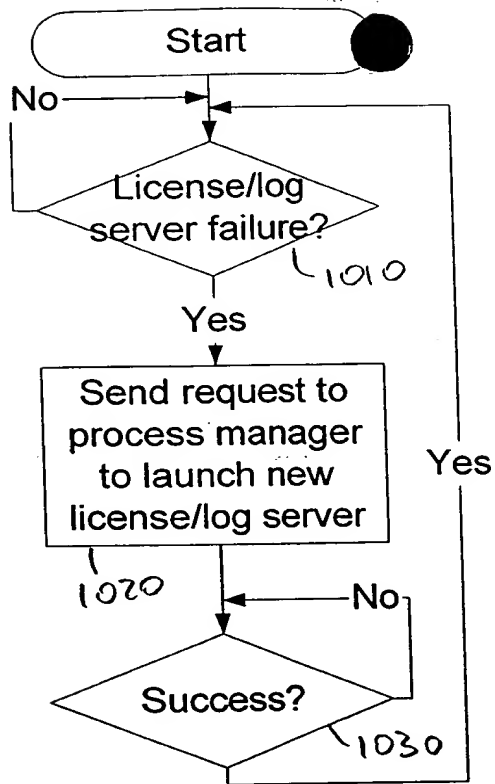 Start
No
License/log
server failure?
1010
Yes
Send request to
process manager
to launch new
license/log server
Yes
1020
No
Success?
1030